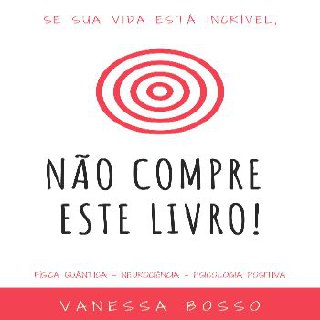 SE SUA VIDA ESTÁ INCRÍVEL,
NÃO COMPRE
ESTE LIVRO!
FÍSICA QUÂNTICA - NEUROCIÊNCIA - PSICOLOGIA POSITIVA
VANESSA BOSSO